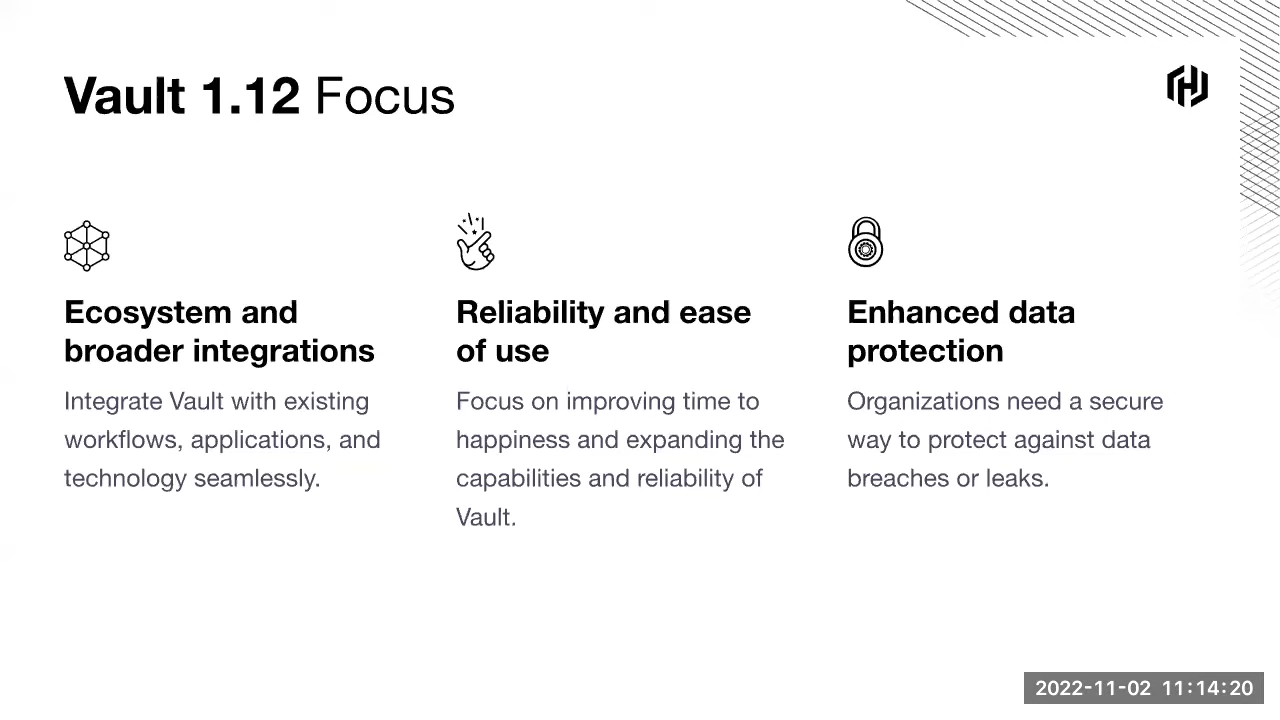 Vault 1.12 Focus
Ecosystem and
broader integrations
Integrate Vault with existing
workflows, applications, and
technology seamlessly.
Reliability and ease
of use
Focus on improving time to
happiness and expanding the
capabilities and reliability of
Vault.
Enhanced data
protection
Organizations need a secure
way to protect against data
breaches or leaks.
2022-11-02 11:14:20